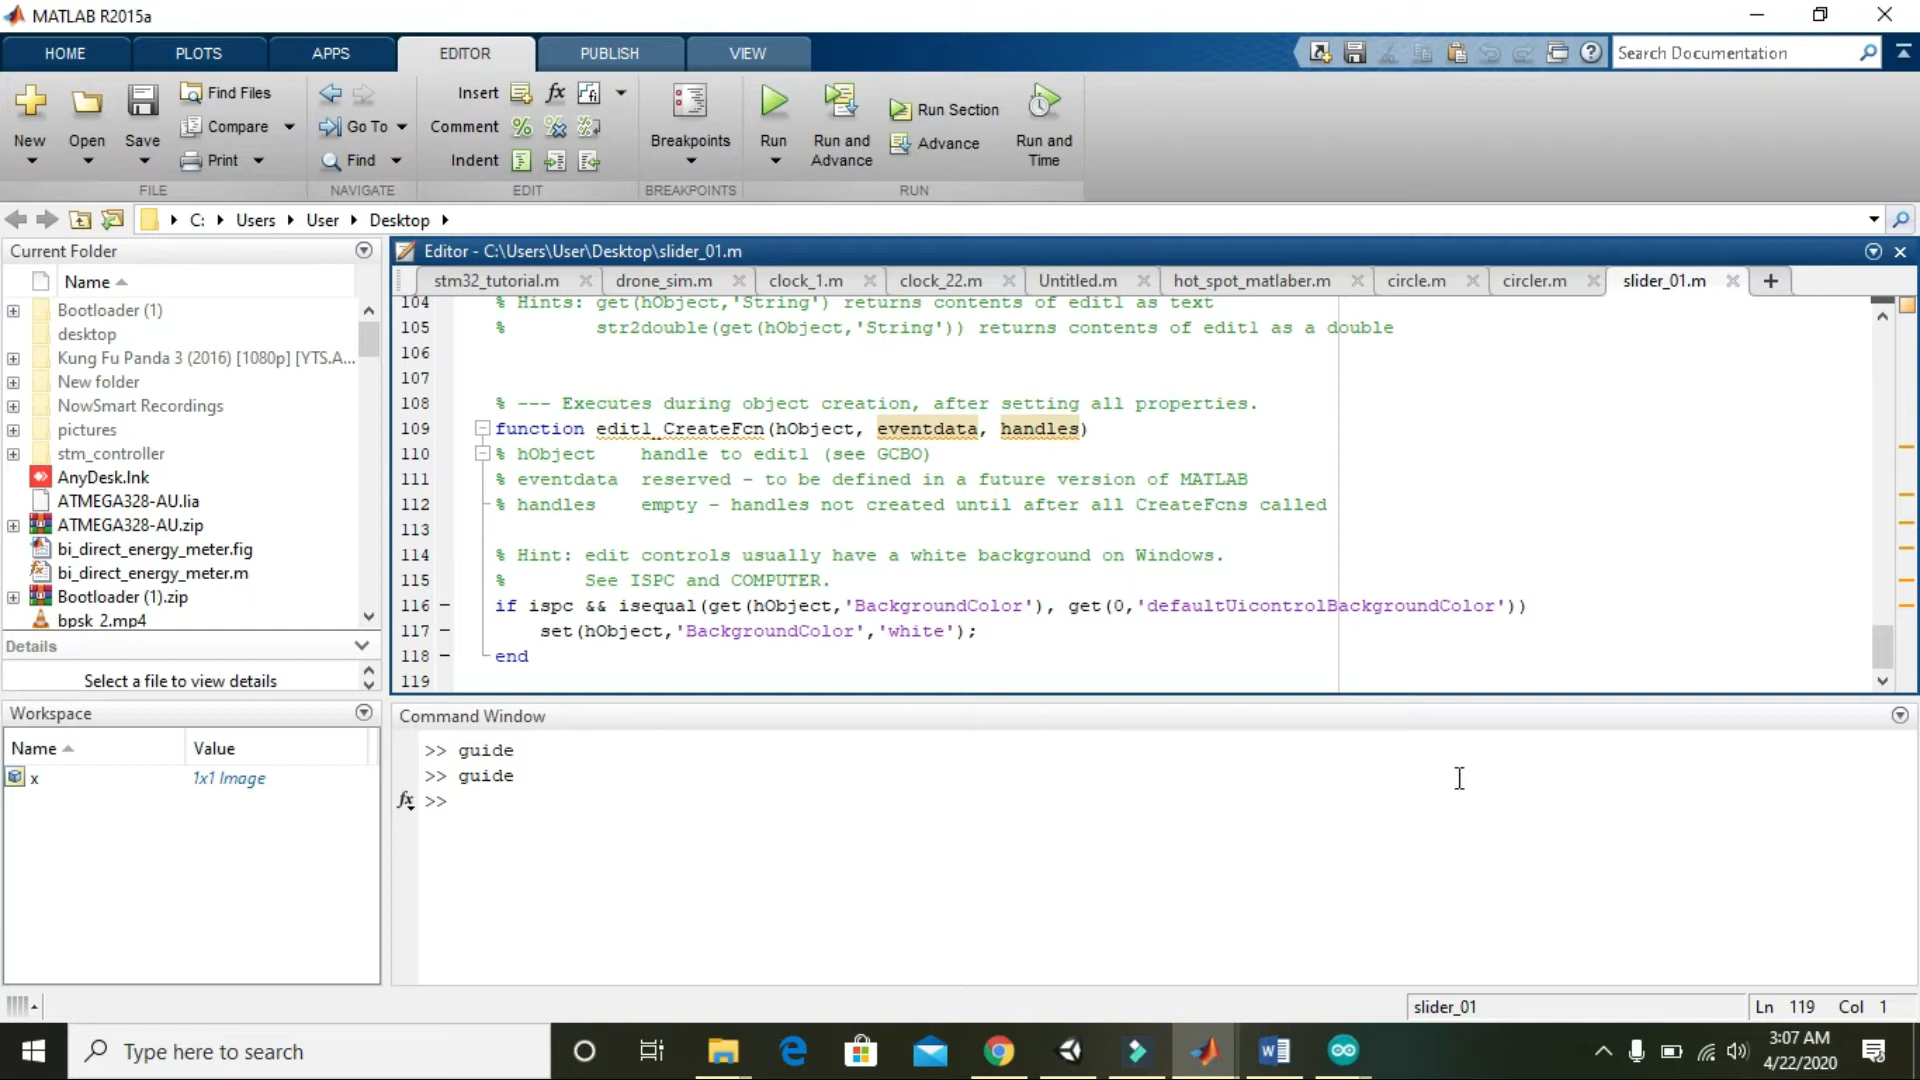 MATLAB R2015a
HOME
PLOTS
APPS
EDITOR
PUBLISH
VIEW
Search Documentation
New
Open
Save
Find Files
Compare
Print
FILE
Go To
Find
NAVIGATE
Insert
Comment
Indent
EDIT
Breakpoints
BREAKPOINTS
Run
Run and Advance
Run Section
Advance
Run and Time
RUN
C: Users User Desktop
Current Folder
Name
Bootloader (1)
desktop
Kung Fu Panda 3 (2016) [1080p] [YTS.A...
New folder
NowSmart Recordings
pictures
stm_controller
AnyDesk.lnk
ATMEGA328-AU.lia
ATMEGA328-AU.zip
bi_direct_energy_meter.fig
bi_direct_energy_meter.m
Bootloader (1).zip
bpsk 2.mp4
Details
Select a file to view details
Workspace
Name Value
x 1x1 Image
Editor - C:\Users\User\Desktop\slider_01.m
stm32_tutorial.m
drone_sim.m
clock_1.m
clock_22.m
Untitled.m
hot_spot_matlaber.m
circle.m
circler.m
slider_01.m
104 % Hints: get(hObject,'String') returns contents of edit1 as text
105 % str2double(get(hObject,'String')) returns contents of edit1 as a double
106
107
108 % --- Executes during object creation, after setting all properties.
109 function edit1_CreateFcn(hObject, eventdata, handles)
110 % hObject handle to edit1 (see GCBO)
111 % eventdata reserved - to be defined in a future version of MATLAB
112 % handles empty - handles not created until after all CreateFcns called
113
114 % Hint: edit controls usually have a white background on Windows.
115 % See ISPC and COMPUTER.
116 if ispc && isequal(get(hObject,'BackgroundColor'), get(0,'defaultUicontrolBackgroundColor'))
117 set(hObject,'BackgroundColor','white');
118 end
119
Command Window
>> guide
>> guide
fx >>
slider_01
Ln 119 Col 1
Type here to search
3:07 AM
4/22/2020